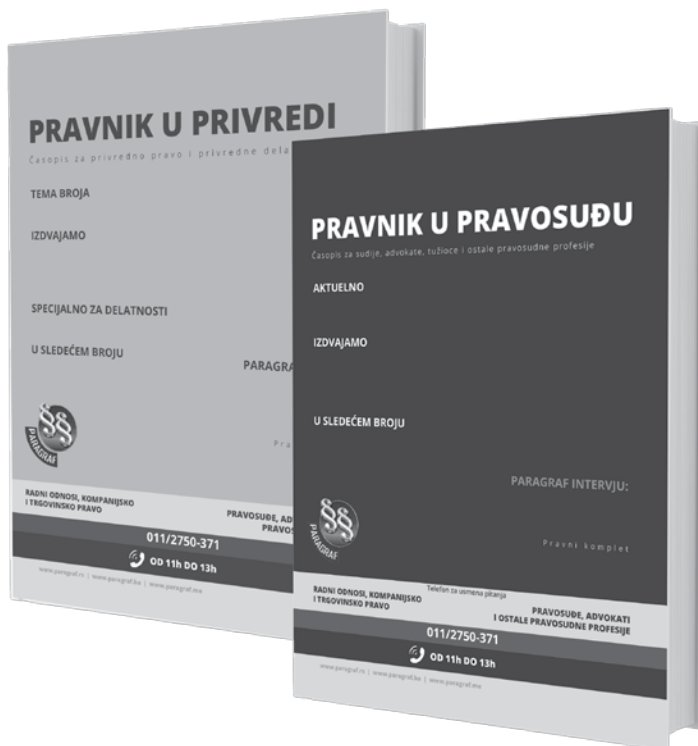 PRAVNIK U PRIVREDI
Časopis za privredno pravo i privredne dela
TEMA BROJA
IZDVAJAMO
SPECIJALNO ZA DELATNOSTI
U SLEDEĆEM BROJU
PARAGRA
§§
PARAGRAF
Pra
RADNI ODNOSI, KOMPANIJSKO
I TRGOVINSKO PRAVO
PRAVOSUĐE, AD
PRAVOS
011/2750-371
OD 11h DO 13h
www.paragraf.rs | www.paragraf.ba | www.paragraf.me
PRAVNIK U PRAVOSUĐU
Časopis za sudije, advokate, tužioce i ostale pravosudne profesije
AKTUELNO
IZDVAJAMO
U SLEDEĆEM BROJU
PARAGRAF INTERVJU:
§§
PARAGRAF
Pravni komplet
Telefon za usmena pitanja
RADNI ODNOSI, KOMPANIJSKO
I TRGOVINSKO PRAVO
PRAVOSUĐE, ADVOKATI
I OSTALE PRAVOSUDNE PROFESIJE
011/2750-371
OD 11h DO 13h
www.paragraf.rs | www.paragraf.ba | www.paragraf.me